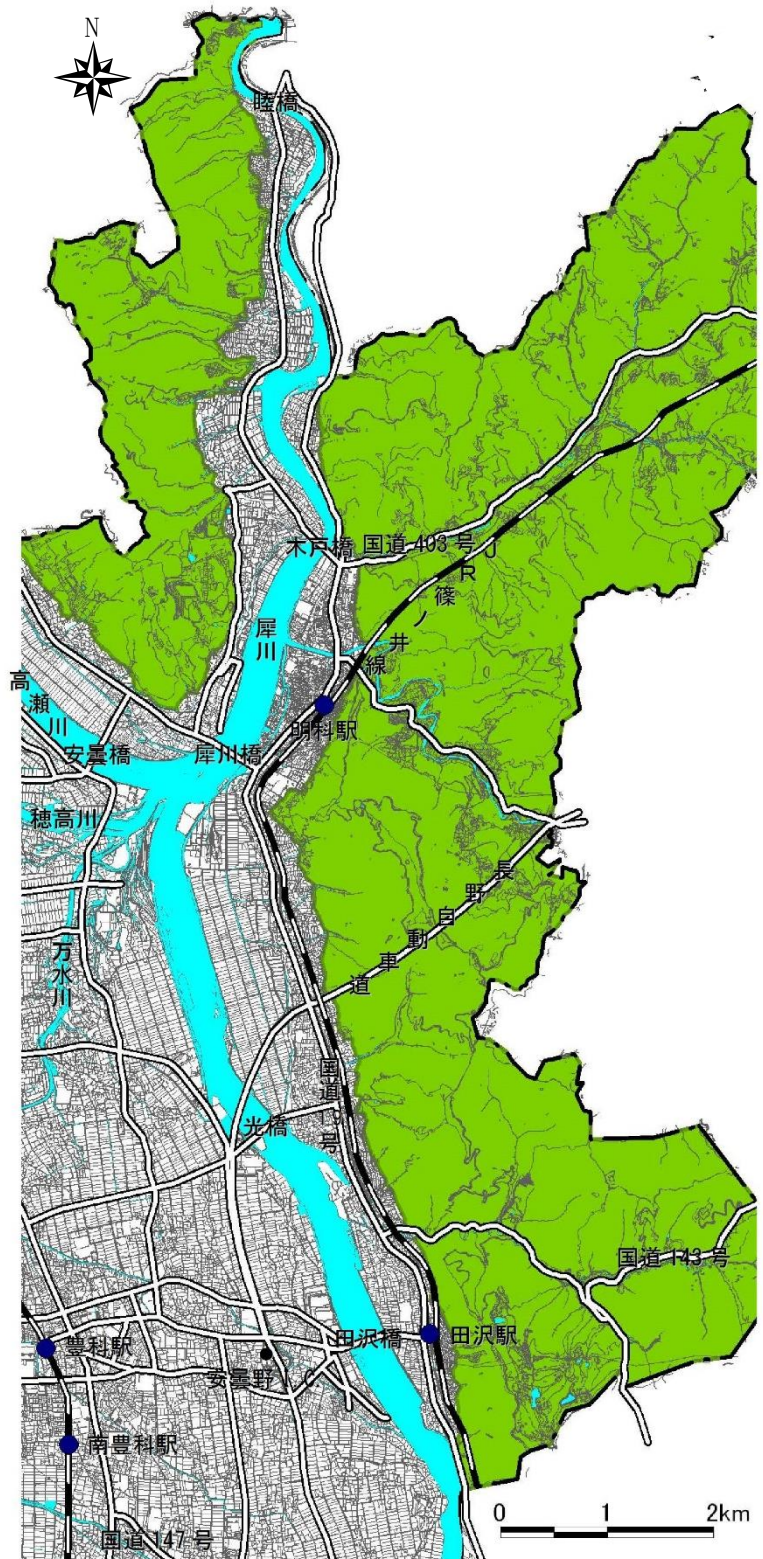 N
睦橋
木戸橋
国道403号
JR篠ノ井線
犀川
高瀬川
明科駅
安曇橋
犀川橋
穂高川
長野自動車道
万水川
国道19号
光橋
国道143号
田沢橋
田沢駅
豊科駅
安曇野IC
南豊科駅
0 1 2km
国道147号